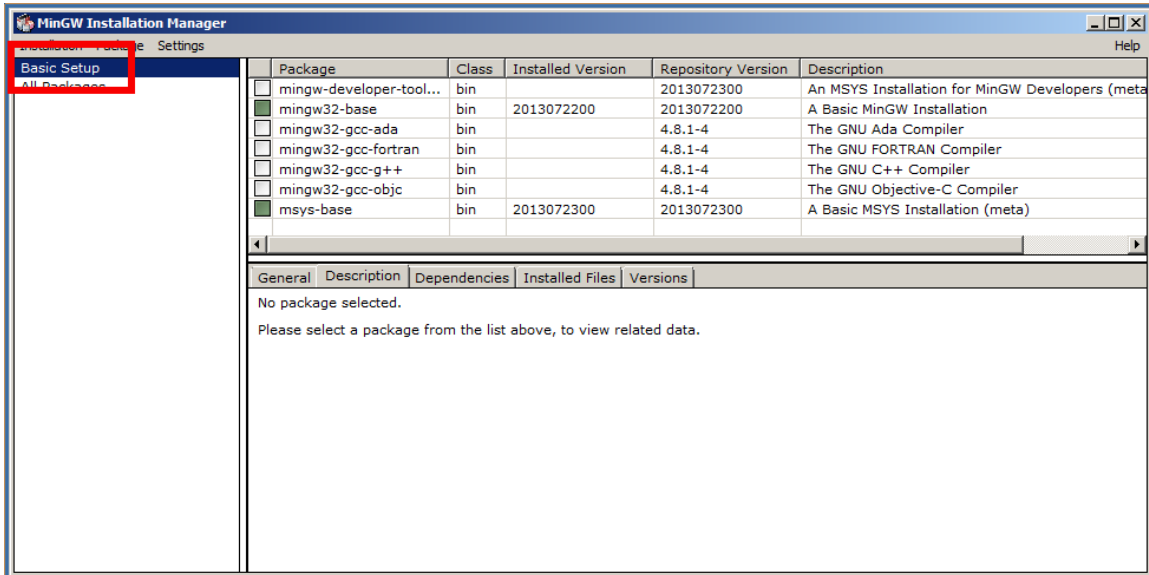 MinGW Installation Manager
Installation Package Settings Help
Basic Setup
All Packages
Package Class Installed Version Repository Version Description
mingw-developer-tool... bin 2013072300 An MSYS Installation for MinGW Developers (meta
mingw32-base bin 2013072200 2013072200 A Basic MinGW Installation
mingw32-gcc-ada bin 4.8.1-4 The GNU Ada Compiler
mingw32-gcc-fortran bin 4.8.1-4 The GNU FORTRAN Compiler
mingw32-gcc-g++ bin 4.8.1-4 The GNU C++ Compiler
mingw32-gcc-objc bin 4.8.1-4 The GNU Objective-C Compiler
msys-base bin 2013072300 2013072300 A Basic MSYS Installation (meta)
General Description Dependencies Installed Files Versions
No package selected.
Please select a package from the list above, to view related data.